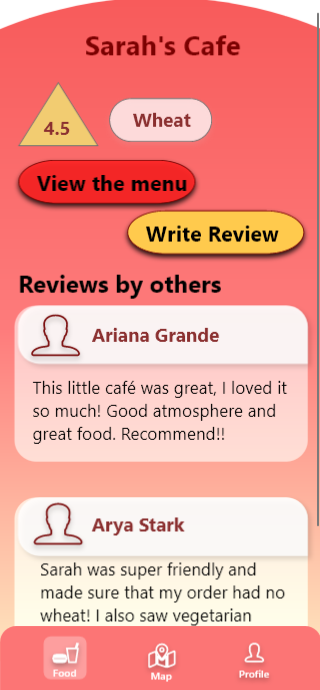 Sarah's Cafe
4.5
Wheat
View the menu
Write Review
Reviews by others
Ariana Grande
This little café was great, I loved it
so much! Good atmosphere and
great food. Recommend!!
Arya Stark
Sarah was super friendly and
made sure that my order had no
wheat! I also saw vegetarian
Food
Map
Profile